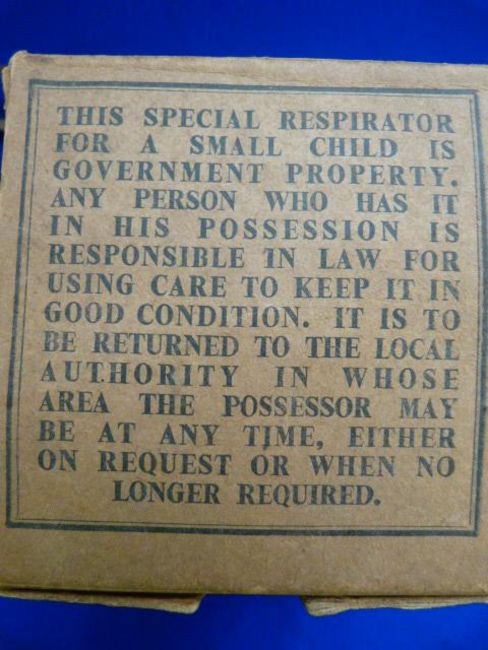 THIS SPECIAL RESPIRATOR
FOR A SMALL CHILD IS
GOVERNMENT PROPERTY.
ANY PERSON WHO HAS IT
IN HIS POSSESSION IS
RESPONSIBLE IN LAW FOR
USING CARE TO KEEP IT IN
GOOD CONDITION. IT IS TO
BE RETURNED TO THE LOCAL
AUTHORITY IN WHOSE
AREA THE POSSESSOR MAY
BE AT ANY TIME, EITHER
ON REQUEST OR WHEN NO
LONGER REQUIRED.